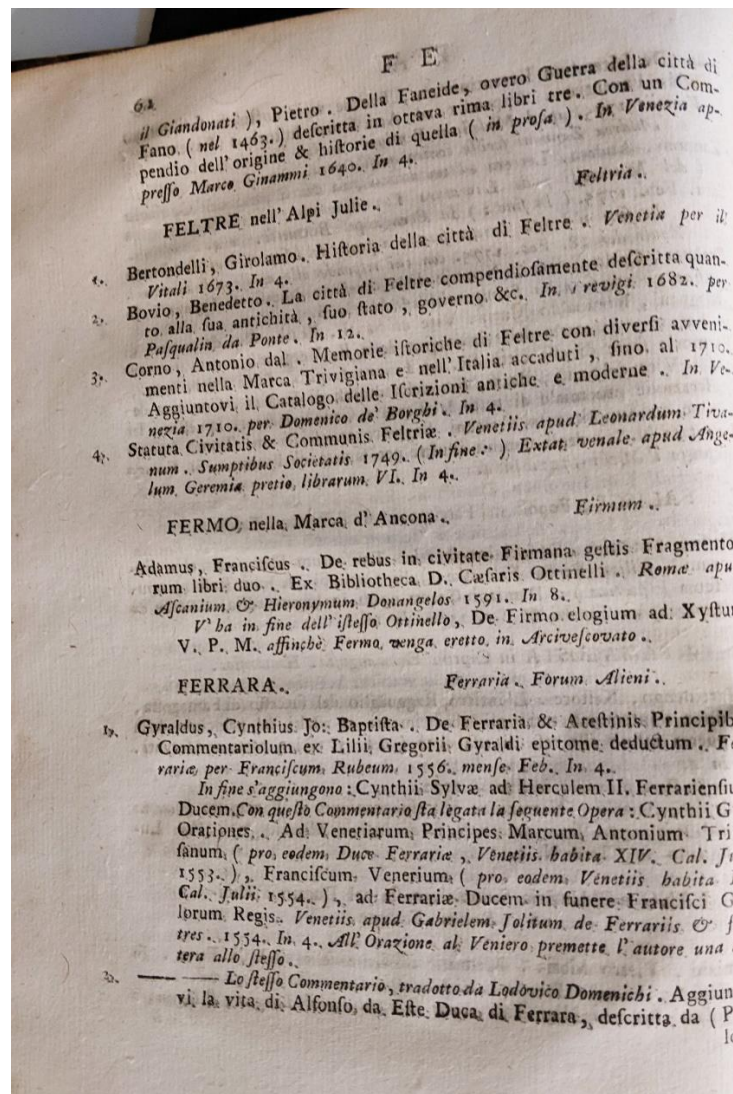 F E
62
il Giandonati ), Pietro. Della Faneide, overo Guerra della città di
Fano ( nel 1463. ) deſcritta in ottava rima libri tre. Con un Com-
pendio dell' origine & hiſtorie di quella ( in proſa ). In Venezia ap-
preſſo Marco Ginammi 1640. In 4.
FELTRE nell' Alpi Julie. Feltria.
1. Bertondelli, Girolamo. Hiſtoria della città di Feltre. Venetia per il
Vitali 1673. In 4.
2. Bovio, Benedetto. La città di Feltre compendioſamente deſcritta quan-
to alla ſua antichità, ſuo ſtato, governo &c. In Trevigi 1682. per
Paſqualin da Ponte. In 12.
3. Corno, Antonio dal. Memorie iſtoriche di Feltre con diverſi avveni-
menti nella Marca Trivigiana e nell' Italia accaduti, ſino al 1710.
Aggiuntovi il Catalogo delle Iſcrizioni antiche e moderne. In Ve-
nezia 1710. per Domenico de' Borghi. In 4.
4. Statuta Civitatis & Communis Feltriæ. Venetiis apud Leonardum Tiva-
num. Sumptibus Societatis 1749. ( In fine: ) Extat venale apud Ange-
lum Geremia pretio librarum VI. In 4.
FERMO nella Marca d' Ancona. Firmum.
Adamus, Franciſcus. De rebus in civitate Firmana geſtis Fragmento
rum libri duo. Ex Bibliotheca D. Cæſaris Ottinelli. Romæ apu
Aſcanium & Hieronymum Donangelos 1591. In 8.
V' ha in fine dell' iſteſſo Ottinello, De Firmo elogium ad Xyſtu
V. P. M. affinchè Fermo venga eretto in Arciveſcovato.
FERRARA. Ferraria. Forum Alieni.
1. Gyraldus, Cynthius Jo: Baptiſta. De Ferraria & Ateſtinis Principib
Commentariolum ex Lilii Gregorii Gyraldi epitome deductum. Fe
rariæ per Franciſcum Rubeum 1556. menſe Feb. In 4.
In fine s'aggiungono: Cynthii Sylvæ ad Herculem II. Ferrarienſiu
Ducem. Con queſto Commentario ſta legata la ſeguente Opera: Cynthii G
Orationes. Ad Venetiarum Principes Marcum Antonium Tri
ſanum ( pro eodem Duce Ferrariæ, Venetiis habita XIV. Cal. Ju
1553. ), Franciſcum Venerium ( pro eodem Venetiis habita
Cal. Julii 1554. ), ad Ferrariæ Ducem in funere Franciſci G
lorum Regis. Venetiis apud Gabrielem Jolitum de Ferrariis & f
tres. 1554. In 4. All' Orazione al Veniero premette l' autore una
tera allo ſteſſo.
2. —— —— Lo ſteſſo Commentario, tradotto da Lodovico Domenichi. Aggiun
vi la vita di Alfonſo da Eſte Duca di Ferrara, deſcritta da ( P